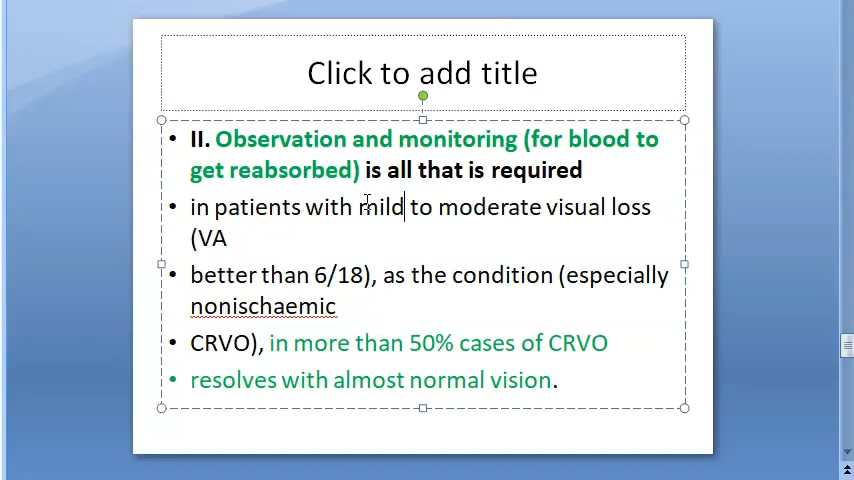 Click to add title
• II. Observation and monitoring (for blood to
get reabsorbed) is all that is required
• in patients with mild to moderate visual loss
(VA
• better than 6/18), as the condition (especially
nonischaemic
• CRVO), in more than 50% cases of CRVO
• resolves with almost normal vision.